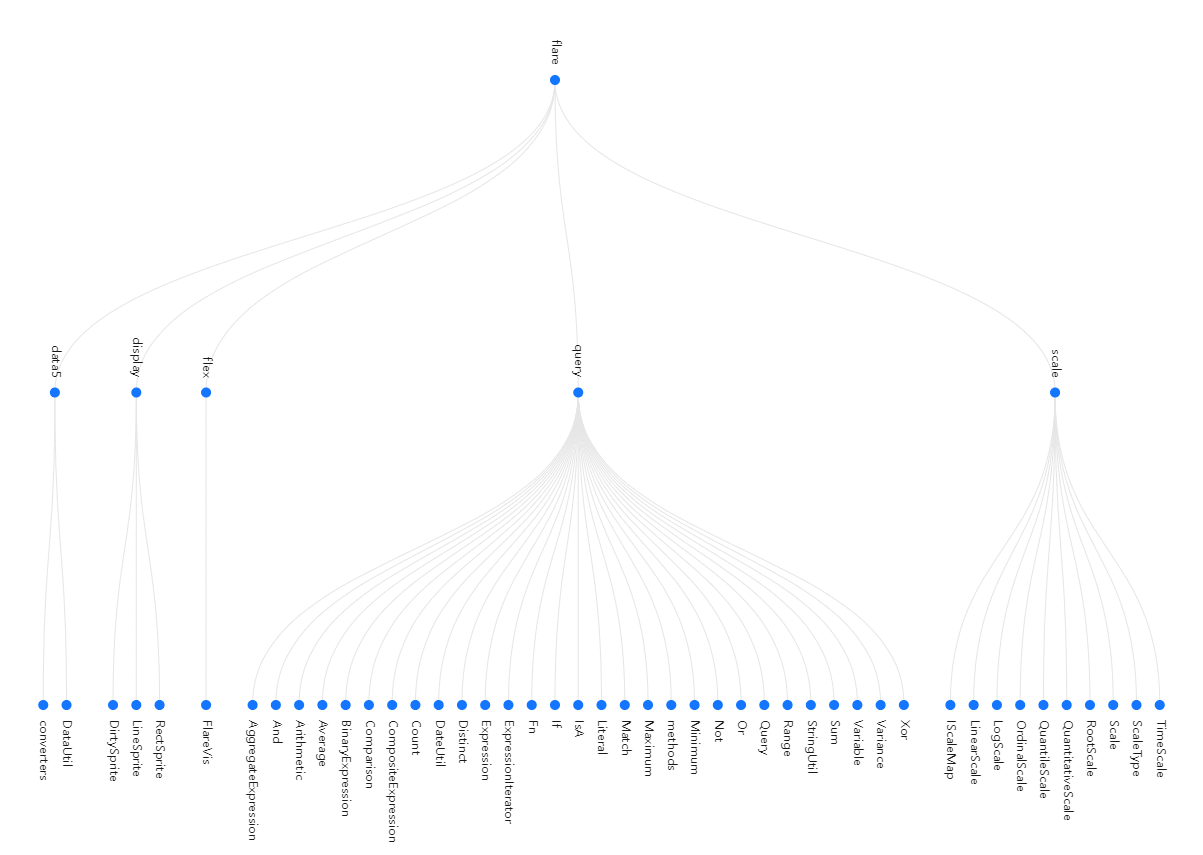 flare
data5
display
flex
query
scale
converters
DataUtil
DirtySprite
LineSprite
RectSprite
FlareVis
AggregateExpression
And
Arithmetic
Average
BinaryExpression
Comparison
CompositeExpression
Count
DateUtil
Distinct
Expression
ExpressionIterator
Fn
If
IsA
Literal
Match
Maximum
methods
Minimum
Not
Or
Query
Range
StringUtil
Sum
Variable
Variance
Xor
IScaleMap
LinearScale
LogScale
OrdinalScale
QuantileScale
QuantitativeScale
RootScale
Scale
ScaleType
TimeScale